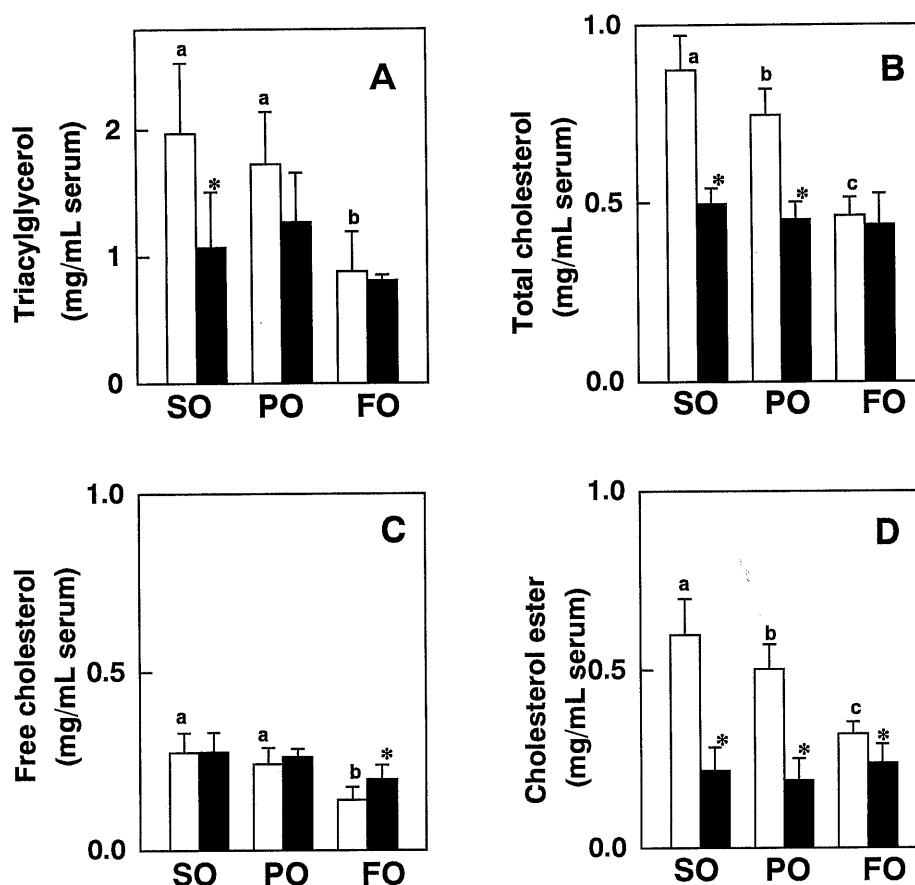 A
Triacylglycerol
(mg/mL serum)
2
1
0
a
*
a
b
SO PO FO
B
Total cholesterol
(mg/mL serum)
1.0
0.5
0.0
a
*
b
*
c
SO PO FO
C
Free cholesterol
(mg/mL serum)
1.0
0.5
0.0
a
a
b
*
SO PO FO
D
Cholesterol ester
(mg/mL serum)
1.0
0.5
0.0
a
*
b
*
c
*
SO PO FO